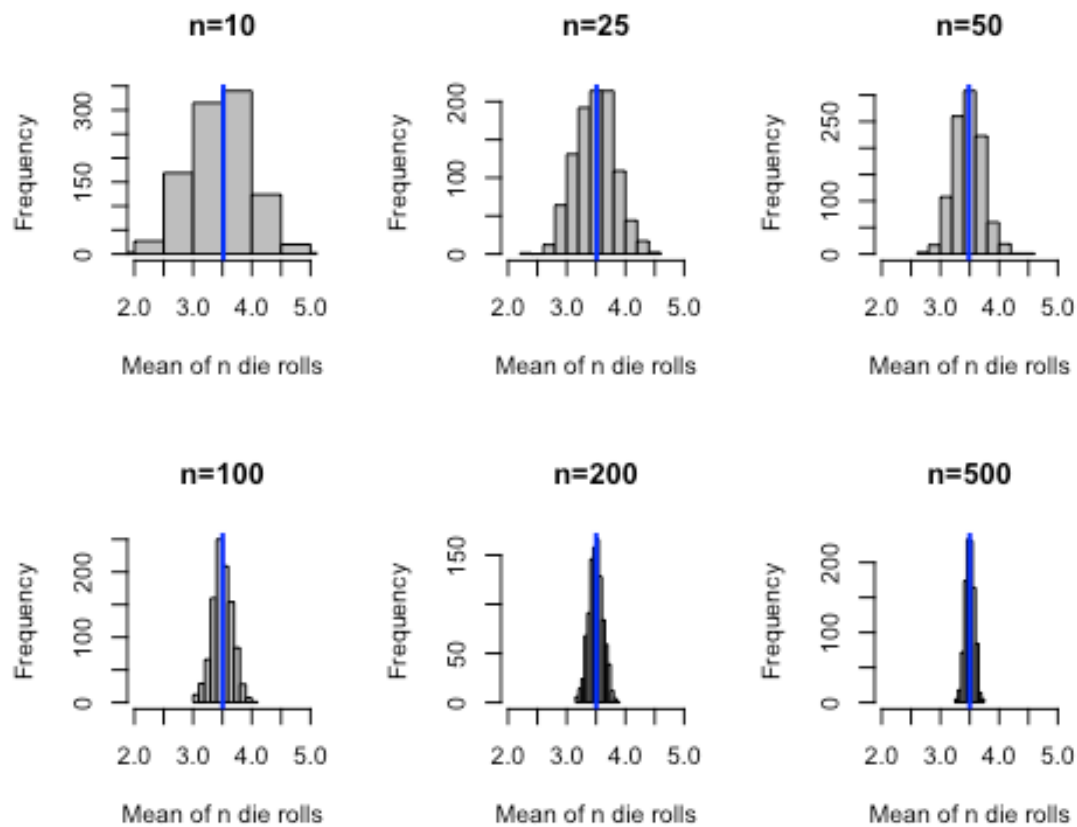 n=10
Frequency
0 150 300
2.0 3.0 4.0 5.0
Mean of n die rolls
n=25
Frequency
0 100 200
2.0 3.0 4.0 5.0
Mean of n die rolls
n=50
Frequency
0 100 250
2.0 3.0 4.0 5.0
Mean of n die rolls
n=100
Frequency
0 100 200
2.0 3.0 4.0 5.0
Mean of n die rolls
n=200
Frequency
0 50 150
2.0 3.0 4.0 5.0
Mean of n die rolls
n=500
Frequency
0 100 200
2.0 3.0 4.0 5.0
Mean of n die rolls